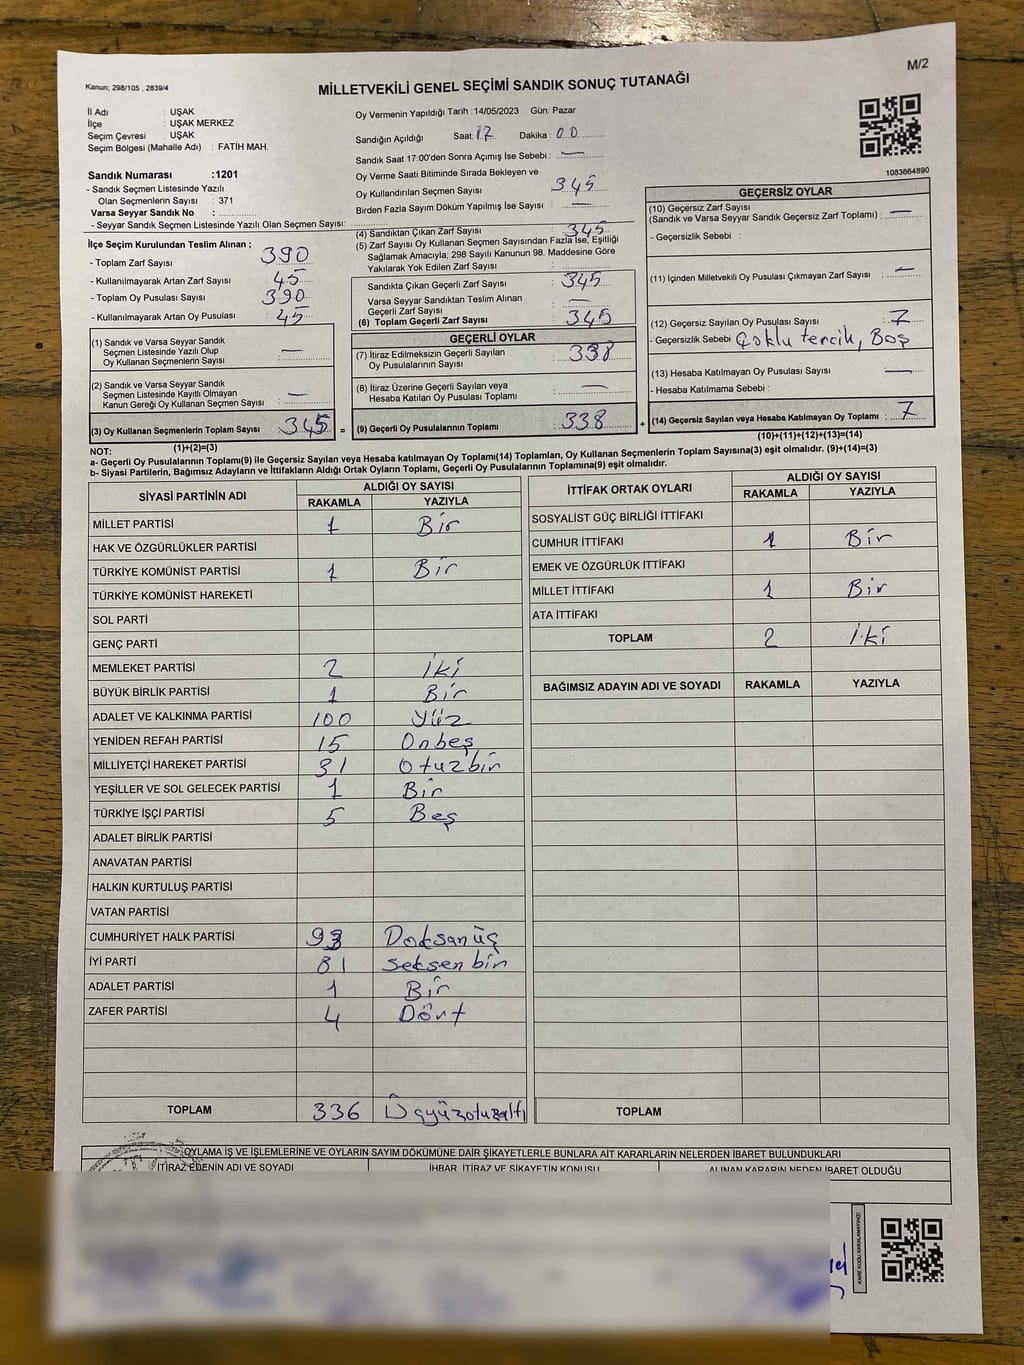 M/2
Kanun; 298/105 , 2839/4
MİLLETVEKİLİ GENEL SEÇİMİ SANDIK SONUÇ TUTANAĞI
İl Adı : UŞAK
İlçe : UŞAK MERKEZ
Seçim Çevresi : UŞAK
Seçim Bölgesi (Mahalle Adı) : FATİH MAH.
Sandık Numarası :1201
- Sandık Seçmen Listesinde Yazılı
Olan Seçmenlerin Sayısı : 371
Varsa Seyyar Sandık No :
- Seyyar Sandık Seçmen Listesinde Yazılı Olan Seçmen Sayısı:
İlçe Seçim Kurulundan Teslim Alınan ;
- Toplam Zarf Sayısı : 390
- Kullanılmayarak Artan Zarf Sayısı : 45
- Toplam Oy Pusulası Sayısı : 390
- Kullanılmayarak Artan Oy Pusulası : 45
(1) Sandık ve Varsa Seyyar Sandık
Seçmen Listesinde Yazılı Olup
Oy Kullanan Seçmenlerin Sayısı : —
(2) Sandık ve Varsa Seyyar Sandık
Seçmen Listesinde Kayıtlı Olmayan
Kanun Gereği Oy Kullanan Seçmen Sayısı : —
(3) Oy Kullanan Seçmenlerin Toplam Sayısı : 345
(1)+(2)=(3)
Oy Vermenin Yapıldığı Tarih : 14/05/2023 Gün: Pazar
Sandığın Açıldığı Saat: 17 Dakika : 00
Sandık Saat 17:00'den Sonra Açımış İse Sebebi : —
Oy Verme Saati Bitiminde Sırada Bekleyen ve
Oy Kullandırılan Seçmen Sayısı : 345
Birden Fazla Sayım Döküm Yapılmış İse Sayısı : —
(4) Sandıktan Çıkan Zarf Sayısı : 345
(5) Zarf Sayısı Oy Kullanan Seçmen Sayısından Fazla İse, Eşitliği
Sağlamak Amacıyla, 298 Sayılı Kanunun 98. Maddesine Göre
Yakılarak Yok Edilen Zarf Sayısı :
Sandıkta Çıkan Geçerli Zarf Sayısı : 345
Varsa Seyyar Sandıktan Teslim Alınan
Geçerli Zarf Sayısı : —
(6) Toplam Geçerli Zarf Sayısı : 345
GEÇERLİ OYLAR
(7) İtiraz Edilmeksizin Geçerli Sayılan
Oy Pusulalarının Sayısı : 338
(8) İtiraz Üzerine Geçerli Sayılan veya
Hesaba Katılan Oy Pusulası Toplamı : —
= (9) Geçerli Oy Pusulalarının Toplamı : 338
1083664890
GEÇERSİZ OYLAR
(10) Geçersiz Zarf Sayısı
(Sandık ve Varsa Seyyar Sandık Geçersiz Zarf Toplamı) : —
- Geçersizlik Sebebi :
(11) İçinden Milletvekili Oy Pusulası Çıkmayan Zarf Sayısı : —
(12) Geçersiz Sayılan Oy Pusulası Sayısı : 7
- Geçersizlik Sebebi Çoklu tercih, Boş
(13) Hesaba Katılmayan Oy Pusulası Sayısı : —
- Hesaba Katılmama Sebebi :
+ (14) Geçersiz Sayılan veya Hesaba Katılmayan Oy Toplamı : 7
(10)+(11)+(12)+(13)=(14)
NOT:
a- Geçerli Oy Pusulalarının Toplamı(9) ile Geçersiz Sayılan veya Hesaba Katılmayan Oy Toplamı(14) Toplamları, Oy Kullanan Seçmenlerin Toplam Sayısına(3) eşit olmalıdır. (9)+(14)=(3)
b- Siyasi Partilerin, Bağımsız Adayların ve İttifakların Aldığı Ortak Oyların Toplamı, Geçerli Oy Pusulalarının Toplamına(9) eşit olmalıdır.
SİYASİ PARTİNİN ADI ALDIĞI OY SAYISI
RAKAMLA YAZIYLA
MİLLET PARTİSİ 1 Bir
HAK VE ÖZGÜRLÜKLER PARTİSİ
TÜRKİYE KOMÜNİST PARTİSİ 1 Bir
TÜRKİYE KOMÜNİST HAREKETİ
SOL PARTİ
GENÇ PARTİ
MEMLEKET PARTİSİ 2 İki
BÜYÜK BİRLİK PARTİSİ 1 Bir
ADALET VE KALKINMA PARTİSİ 100 Yüz
YENİDEN REFAH PARTİSİ 15 Onbeş
MİLLİYETÇİ HAREKET PARTİSİ 31 Otuzbir
YEŞİLLER VE SOL GELECEK PARTİSİ 1 Bir
TÜRKİYE İŞÇİ PARTİSİ 5 Beş
ADALET BİRLİK PARTİSİ
ANAVATAN PARTİSİ
HALKIN KURTULUŞ PARTİSİ
VATAN PARTİSİ
CUMHURİYET HALK PARTİSİ 93 Doksanüç
İYİ PARTİ 81 Seksen bir
ADALET PARTİSİ 1 Bir
ZAFER PARTİSİ 4 Dört
TOPLAM 336 Üçyüzotuzaltı
İTTİFAK ORTAK OYLARI ALDIĞI OY SAYISI
RAKAMLA YAZIYLA
SOSYALİST GÜÇ BİRLİĞİ İTTİFAKI
CUMHUR İTTİFAKI 1 Bir
EMEK VE ÖZGÜRLÜK İTTİFAKI
MİLLET İTTİFAKI 1 Bir
ATA İTTİFAKI
TOPLAM 2 İki
BAĞIMSIZ ADAYIN ADI VE SOYADI RAKAMLA YAZIYLA
TOPLAM
OYLAMA İŞ VE İŞLEMLERİNE VE OYLARIN SAYIM DÖKÜMÜNE DAİR ŞİKAYETLERLE BUNLARA AİT KARARLARIN NELERDEN İBARET BULUNDUKLARI
İTİRAZ EDENİN ADI VE SOYADI İHBAR, İTİRAZ VE ŞİKAYETİN KONUSU ALINAN KARARIN NEDEN İBARET OLDUĞU
KARE KODU KARALAMAYINIZ!